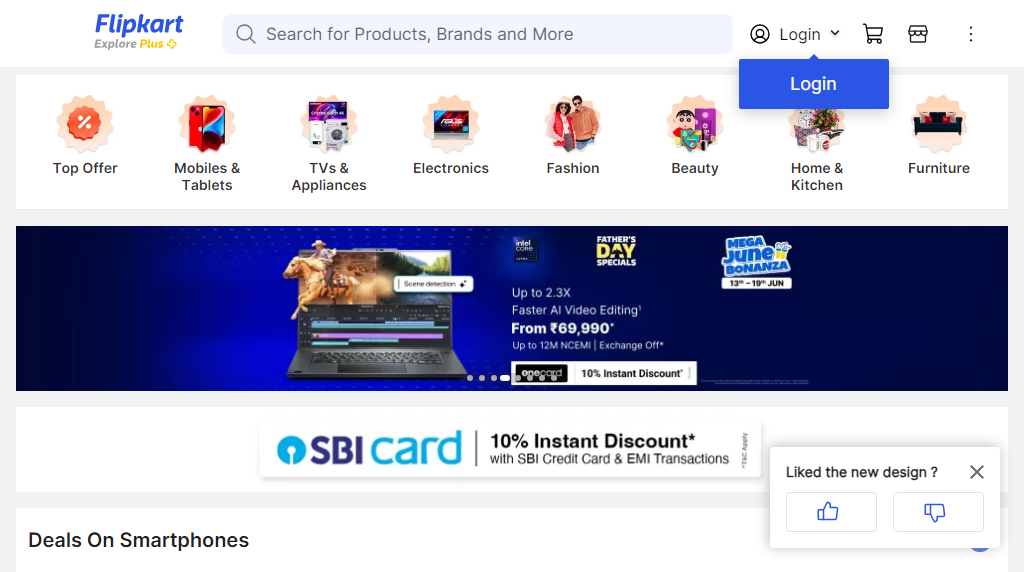 Flipkart
Explore Plus
Search for Products, Brands and More
Login
Login
Top Offer
Mobiles &
Tablets
TVs &
Appliances
Electronics
Fashion
Beauty
Home &
Kitchen
Furniture
intel
CORE
ULTRA
FATHER'S
DAY
SPECIALS
MEGA
June
BONANZA
13th – 19th JUN
Scene detection
Up to 2.3X
Faster AI Video Editing¹
From ₹69,990*
Up to 12M NCEMI | Exchange Off*
onecard
10% Instant Discount*
SBI card
10% Instant Discount*
with SBI Credit Card & EMI Transactions
*T&C Apply
Liked the new design ?
Deals On Smartphones